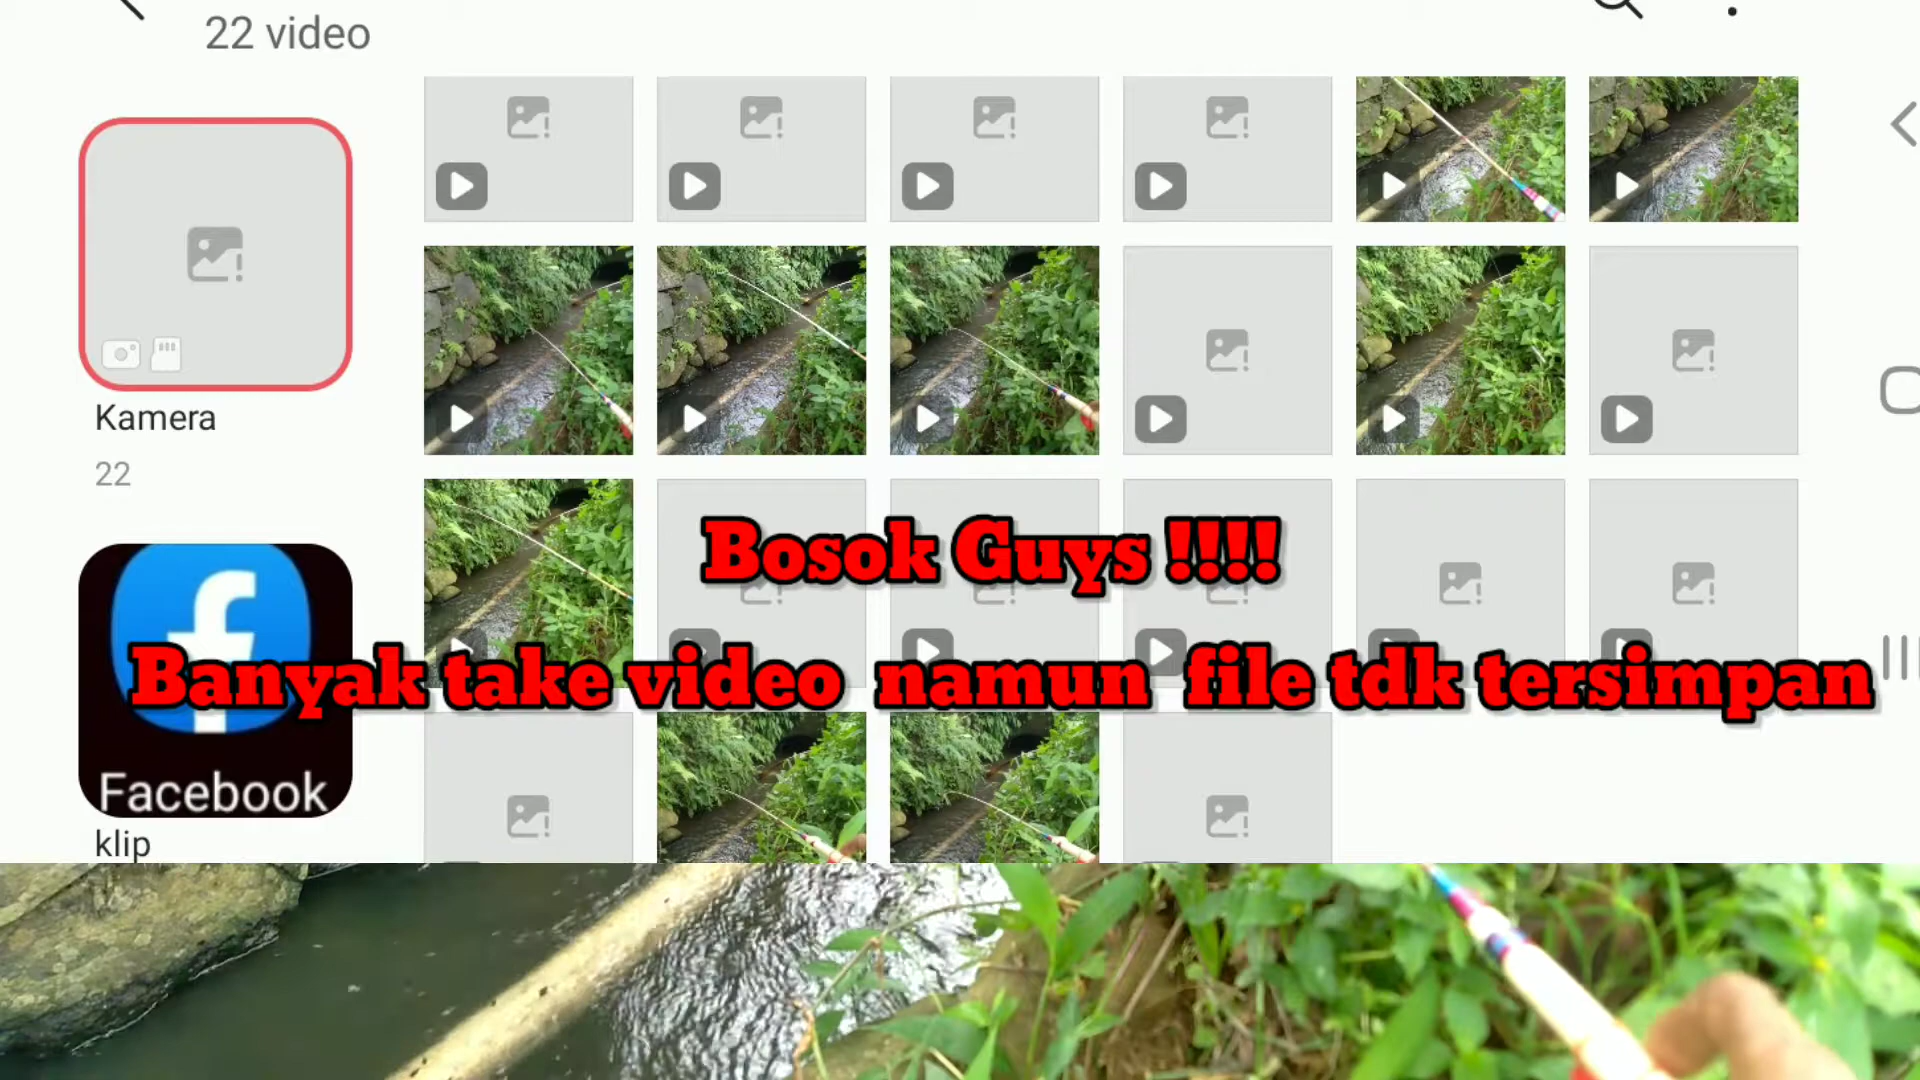 22 video
Kamera
22
Bosok Guys !!!!
Banyak take video namun file tdk tersimpan
Facebook
klip